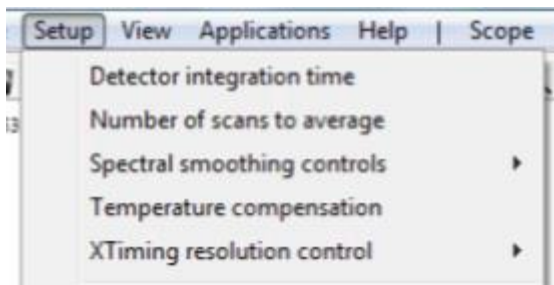 Setup View Applications Help | Scope
Detector integration time
Number of scans to average
Spectral smoothing controls
Temperature compensation
XTiming resolution control